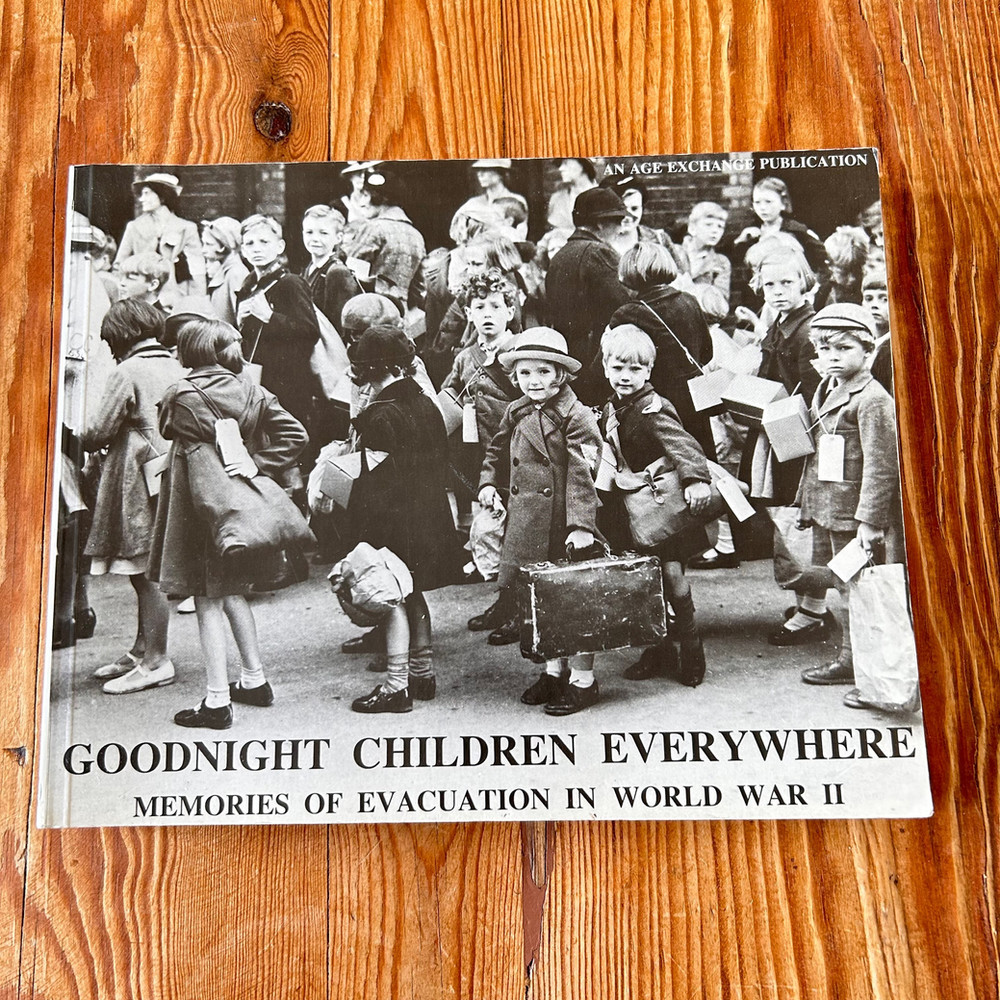 AN AGE EXCHANGE PUBLICATION
GOODNIGHT CHILDREN EVERYWHERE
MEMORIES OF EVACUATION IN WORLD WAR II